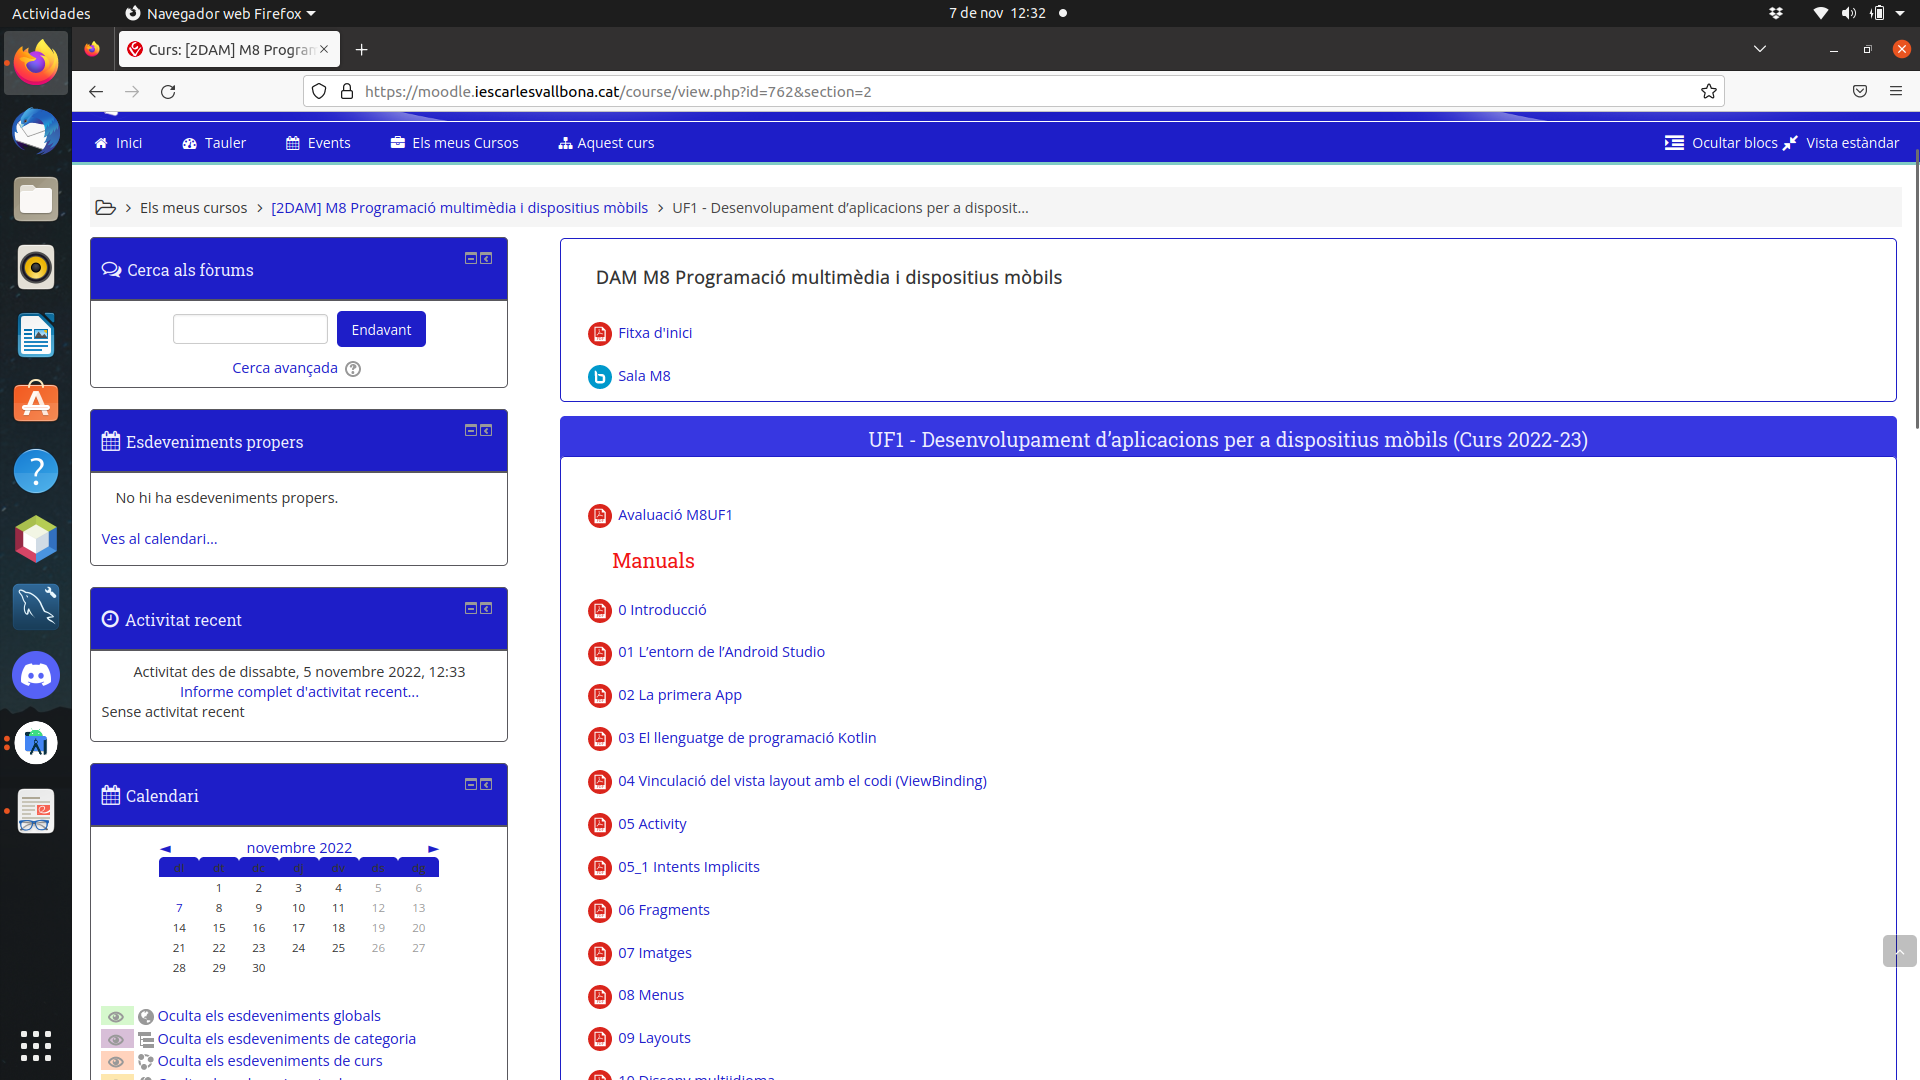 Actividades
Navegador web Firefox
7 de nov 12:32
Curs: [2DAM] M8 Progra
https://moodle.iescarlesvallbona.cat/course/view.php?id=762&section=2
Inici
Tauler
Events
Els meus Cursos
Aquest curs
Ocultar blocs
Vista estàndar
Els meus cursos
[2DAM] M8 Programació multimèdia i dispositius mòbils
UF1 - Desenvolupament d’aplicacions per a disposit...
Cerca als fòrums
Endavant
Cerca avançada
Esdeveniments propers
No hi ha esdeveniments propers.
Ves al calendari...
Activitat recent
Activitat des de dissabte, 5 novembre 2022, 12:33
Informe complet d'activitat recent...
Sense activitat recent
Calendari
◄ novembre 2022 ►
1 2 3 4 5 6
7 8 9 10 11 12 13
14 15 16 17 18 19 20
21 22 23 24 25 26 27
28 29 30
Oculta els esdeveniments globals
Oculta els esdeveniments de categoria
Oculta els esdeveniments de curs
DAM M8 Programació multimèdia i dispositius mòbils
Fitxa d'inici
Sala M8
UF1 - Desenvolupament d’aplicacions per a dispositius mòbils (Curs 2022-23)
Avaluació M8UF1
Manuals
0 Introducció
01 L’entorn de l’Android Studio
02 La primera App
03 El llenguatge de programació Kotlin
04 Vinculació del vista layout amb el codi (ViewBinding)
05 Activity
05_1 Intents Implicits
06 Fragments
07 Imatges
08 Menus
09 Layouts
10 Disseny multiidioma